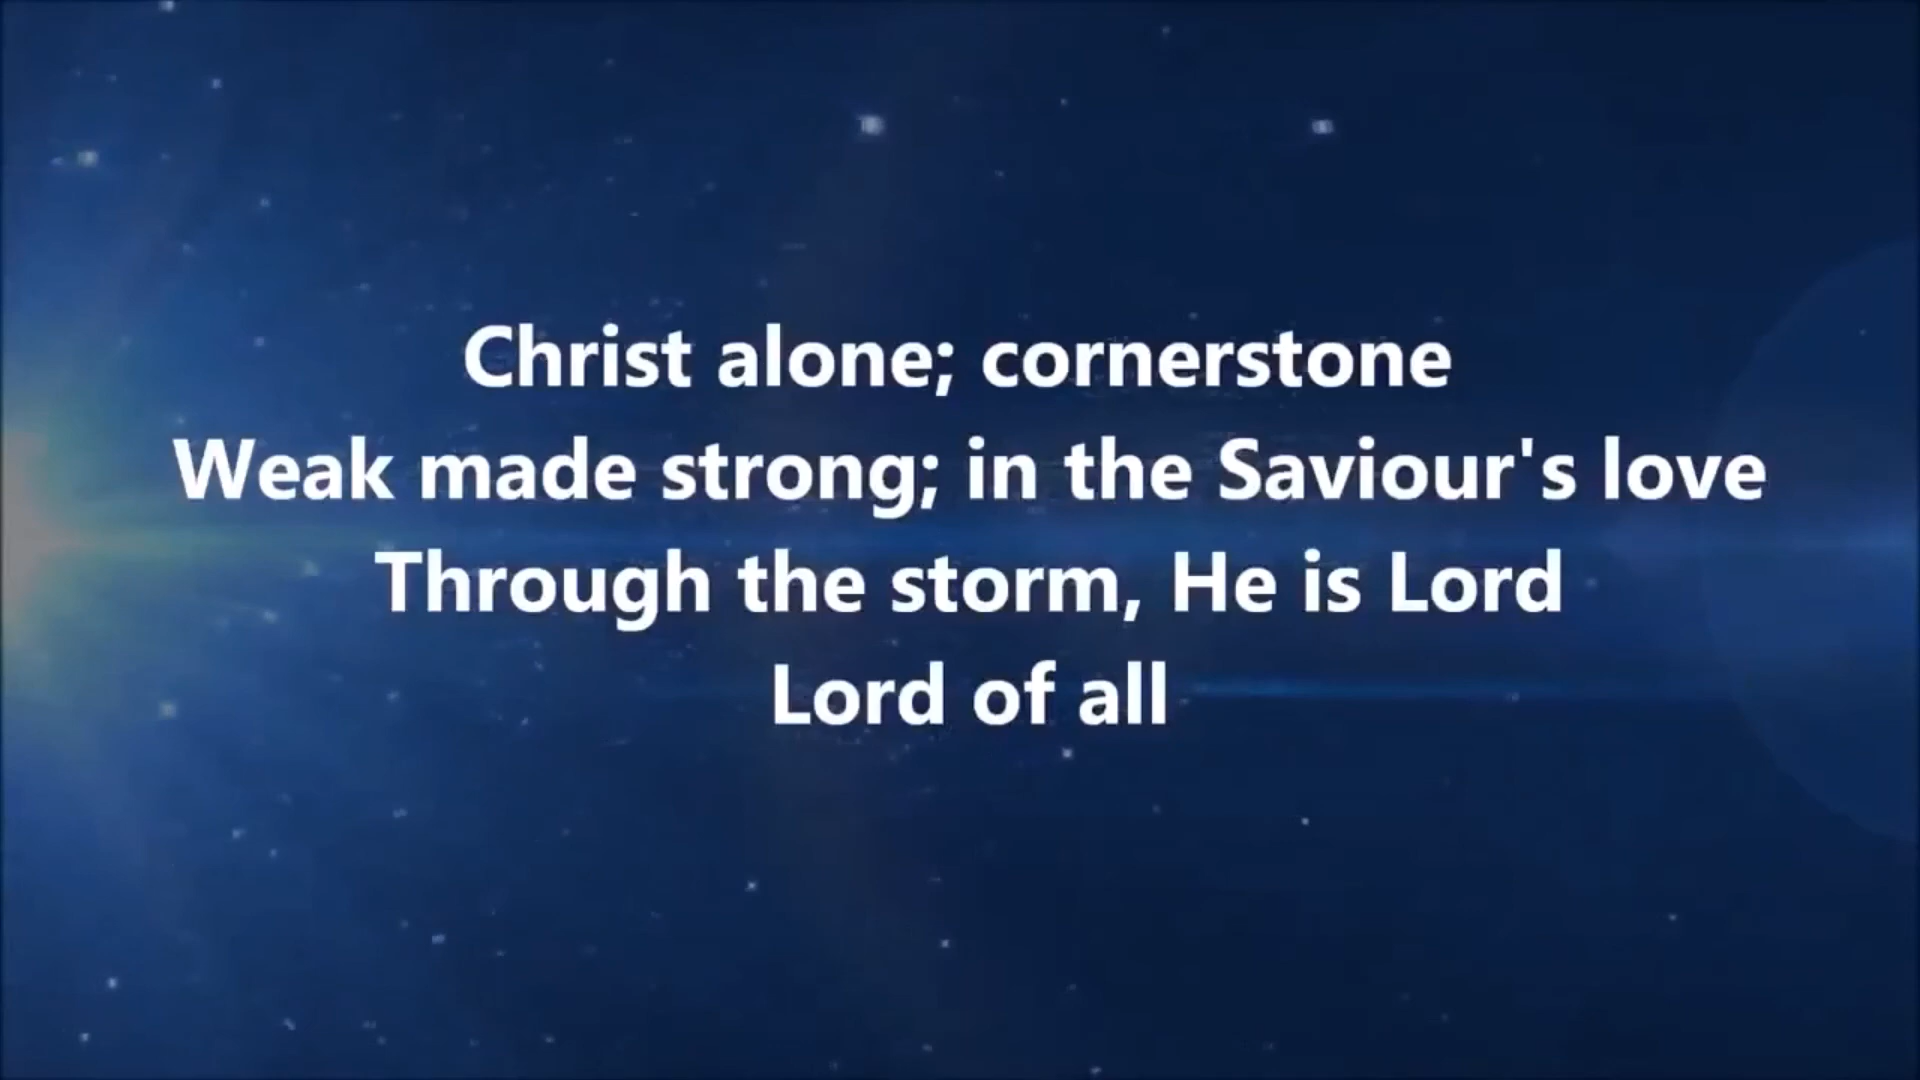 Christ alone; cornerstone
Weak made strong; in the Saviour's love
Through the storm, He is Lord
Lord of all